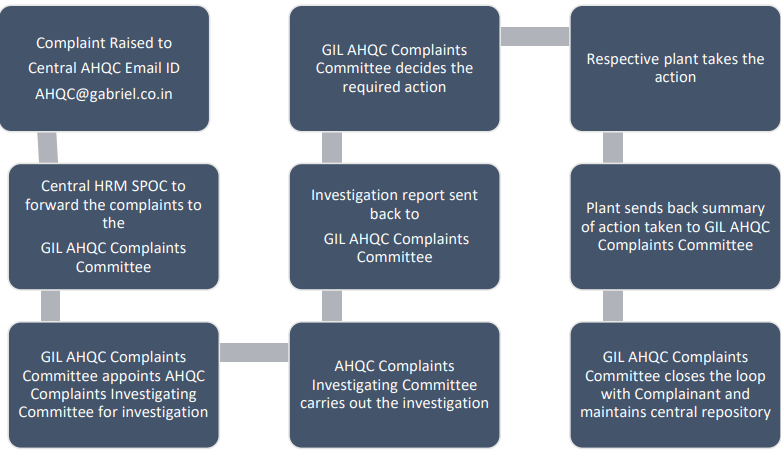 Complaint Raised to
Central AHQC Email ID
AHQC@gabriel.co.in
Central HRM SPOC to
forward the complaints to
the
GIL AHQC Complaints
Committee
GIL AHQC Complaints
Committee appoints AHQC
Complaints Investigating
Committee for investigation
AHQC Complaints
Investigating Committee
carries out the investigation
Investigation report sent
back to
GIL AHQC Complaints
Committee
GIL AHQC Complaints
Committee decides the
required action
Respective plant takes the
action
Plant sends back summary
of action taken to GIL AHQC
Complaints Committee
GIL AHQC Complaints
Committee closes the loop
with Complainant and
maintains central repository